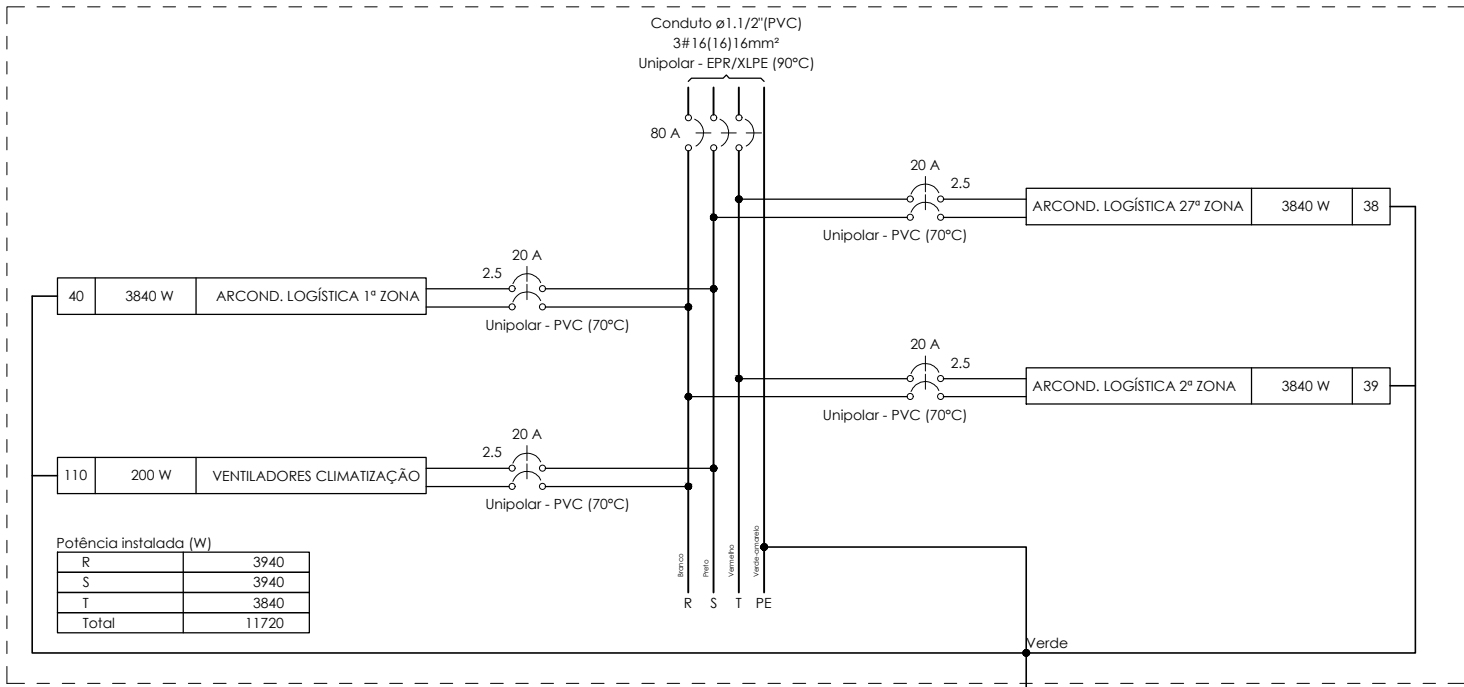 Conduto ø1.1/2"(PVC)
3#16(16)16mm²
Unipolar - EPR/XLPE (90°C)
80 A
20 A
2.5
ARCOND. LOGÍSTICA 27ª ZONA 3840 W 38
Unipolar - PVC (70°C)
20 A
2.5
40 3840 W ARCOND. LOGÍSTICA 1ª ZONA
Unipolar - PVC (70°C)
20 A
2.5
ARCOND. LOGÍSTICA 2ª ZONA 3840 W 39
Unipolar - PVC (70°C)
20 A
2.5
110 200 W VENTILADORES CLIMATIZAÇÃO
Unipolar - PVC (70°C)
Potência instalada (W)
R 3940
S 3940
T 3840
Total 11720
Branco
Preto
Vermelho
Verde-amarelo
R S T PE
Verde